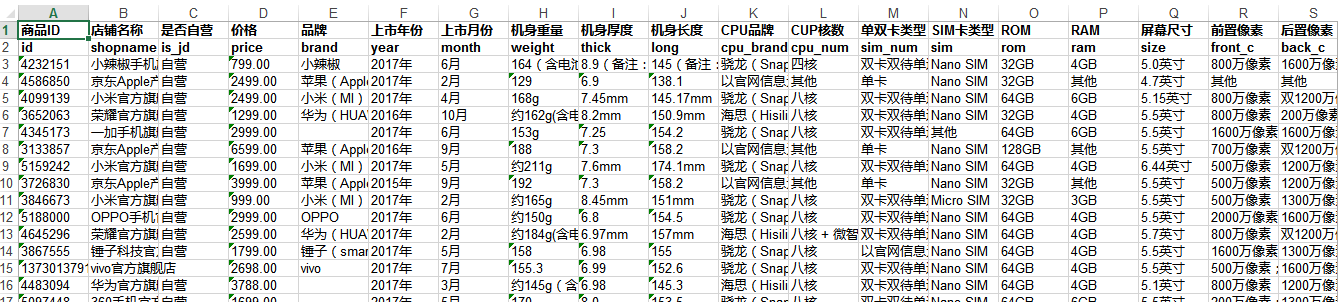 A B C D E F G H I J K L M N O P Q R S
1 商品ID 店铺名称 是否自营 价格 品牌 上市年份 上市月份 机身重量 机身厚度 机身长度 CPU品牌 CUP核数 单双卡类型 SIM卡类型 ROM RAM 屏幕尺寸 前置像素 后置像素
2 id shopname is_jd price brand year month weight thick long cpu_brand cpu_num sim_num sim rom ram size front_c back_c
3 4232151 小辣椒手机 自营 799.00 小辣椒 2017年 6月 164（含电池 8.9（备注： 145（备注： 骁龙（Snap 四核 双卡双待单 Nano SIM 32GB 4GB 5.0英寸 800万像素 1600万像
4 4586850 京东Apple产 自营 2499.00 苹果（Appl 2017年 2月 129 6.9 138.1 以官网信息 其他 单卡 Nano SIM 32GB 其他 4.7英寸 其他 其他
5 4099139 小米官方旗 自营 2499.00 小米（MI） 2017年 4月 168g 7.45mm 145.17mm 骁龙（Snap 八核 双卡双待单 Nano SIM 64GB 6GB 5.15英寸 800万像素 双1200万像
6 3652063 荣耀官方旗 自营 1299.00 华为（HUA 2016年 10月 约162g(含电 8.2mm 150.9mm 海思（Hisili 八核 双卡双待单 Nano SIM 32GB 4GB 5.5英寸 800万像素 200万像素
7 4345173 一加手机旗 自营 2999.00 2017年 6月 153g 7.25 154.2 骁龙（Snap 八核 双卡双待单 其他 64GB 6GB 5.5英寸 1600万像素 1600万像
8 3133857 京东Apple产 自营 6599.00 苹果（Appl 2016年 9月 188 7.3 158.2 以官网信息 其他 单卡 Nano SIM 128GB 其他 5.5英寸 700万像素 双1200万
9 5159242 小米官方旗 自营 1699.00 小米（MI） 2017年 5月 约211g 7.6mm 174.1mm 骁龙（Snap 八核 双卡双待单 Nano SIM 64GB 4GB 6.44英寸 500万像素 1200万像
10 3726830 京东Apple产 自营 3999.00 苹果（Appl 2015年 9月 192 7.3 158.2 以官网信息 其他 单卡 Nano SIM 32GB 其他 5.5英寸 500万像素 1200万像
11 3846673 小米官方旗 自营 999.00 小米（MI） 2017年 2月 约165g 8.45mm 151mm 骁龙（Snap 八核 双卡双待单 Micro SIM 32GB 3GB 5.5英寸 500万像素 1300万像
12 5188000 OPPO手机官 自营 2999.00 OPPO 2017年 6月 约150g 6.8 154.5 骁龙（Snap 八核 双卡双待单 Nano SIM 64GB 4GB 5.5英寸 2000万像素 1600万像
13 4645296 荣耀官方旗 自营 2599.00 华为（HUA 2017年 2月 约184g(含电 6.97mm 157mm 海思（Hisili 八核 + 微智 双卡双待单 Nano SIM 64GB 6GB 5.7英寸 800万像素 双1200万
14 3867555 锤子科技官 自营 1799.00 锤子（smar 2017年 5月 158 6.98 155 骁龙（Snap 八核 以官网信息 Nano SIM 64GB 4GB 5.5英寸 1600万像素 1300万像
15 1373013791 vivo官方旗舰店 2698.00 vivo 2017年 7月 155.3 6.99 152.6 骁龙（Snap 八核 双卡双待单 Nano SIM 64GB 4GB 5.5英寸 500万像素； 1600万像
16 4483094 华为官方旗 自营 3788.00 2017年 3月 约145g（含 6.98 145.3 海思（Hisili 八核 双卡双待单 Nano SIM 64GB 4GB 5.1英寸 800万像素 1200万像